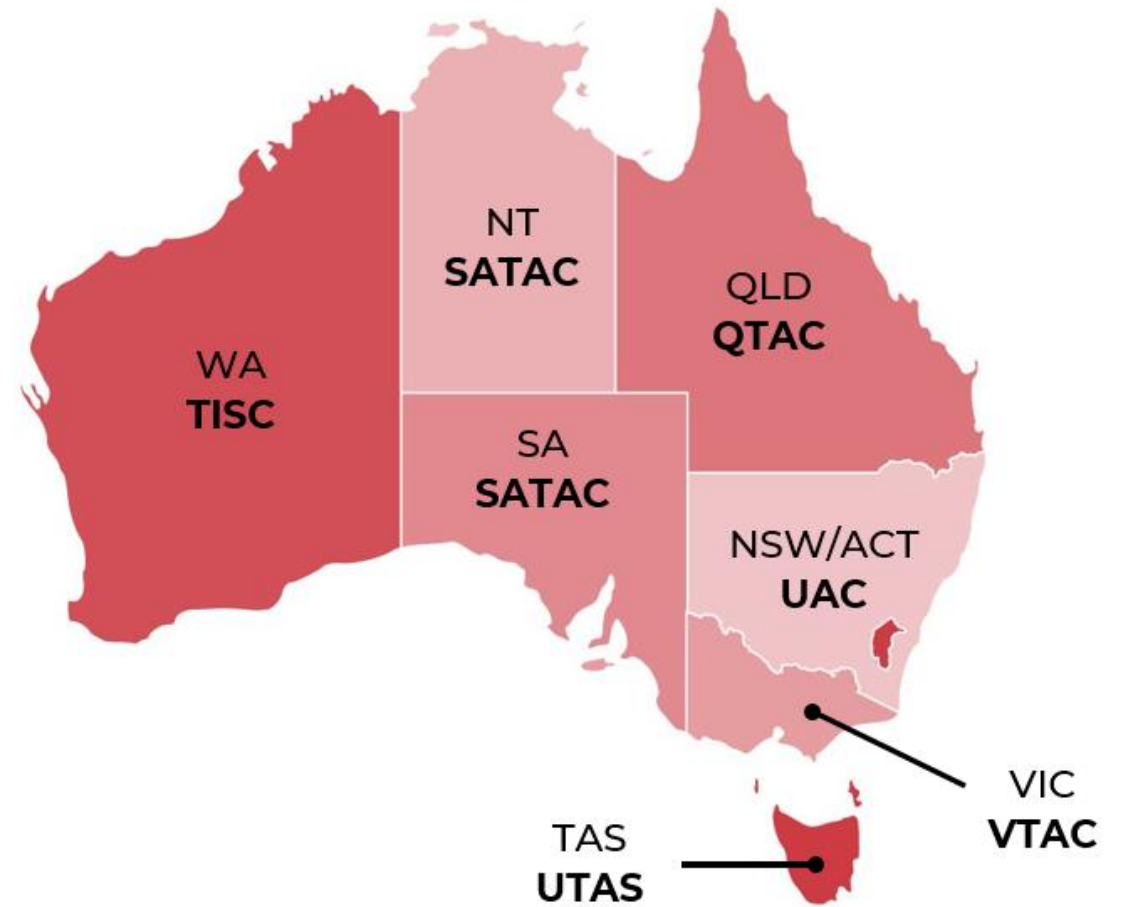 NT
SATAC
QLD
QTAC
WA
TISC
SA
SATAC
NSW/ACT
UAC
VIC
VTAC
TAS
UTAS